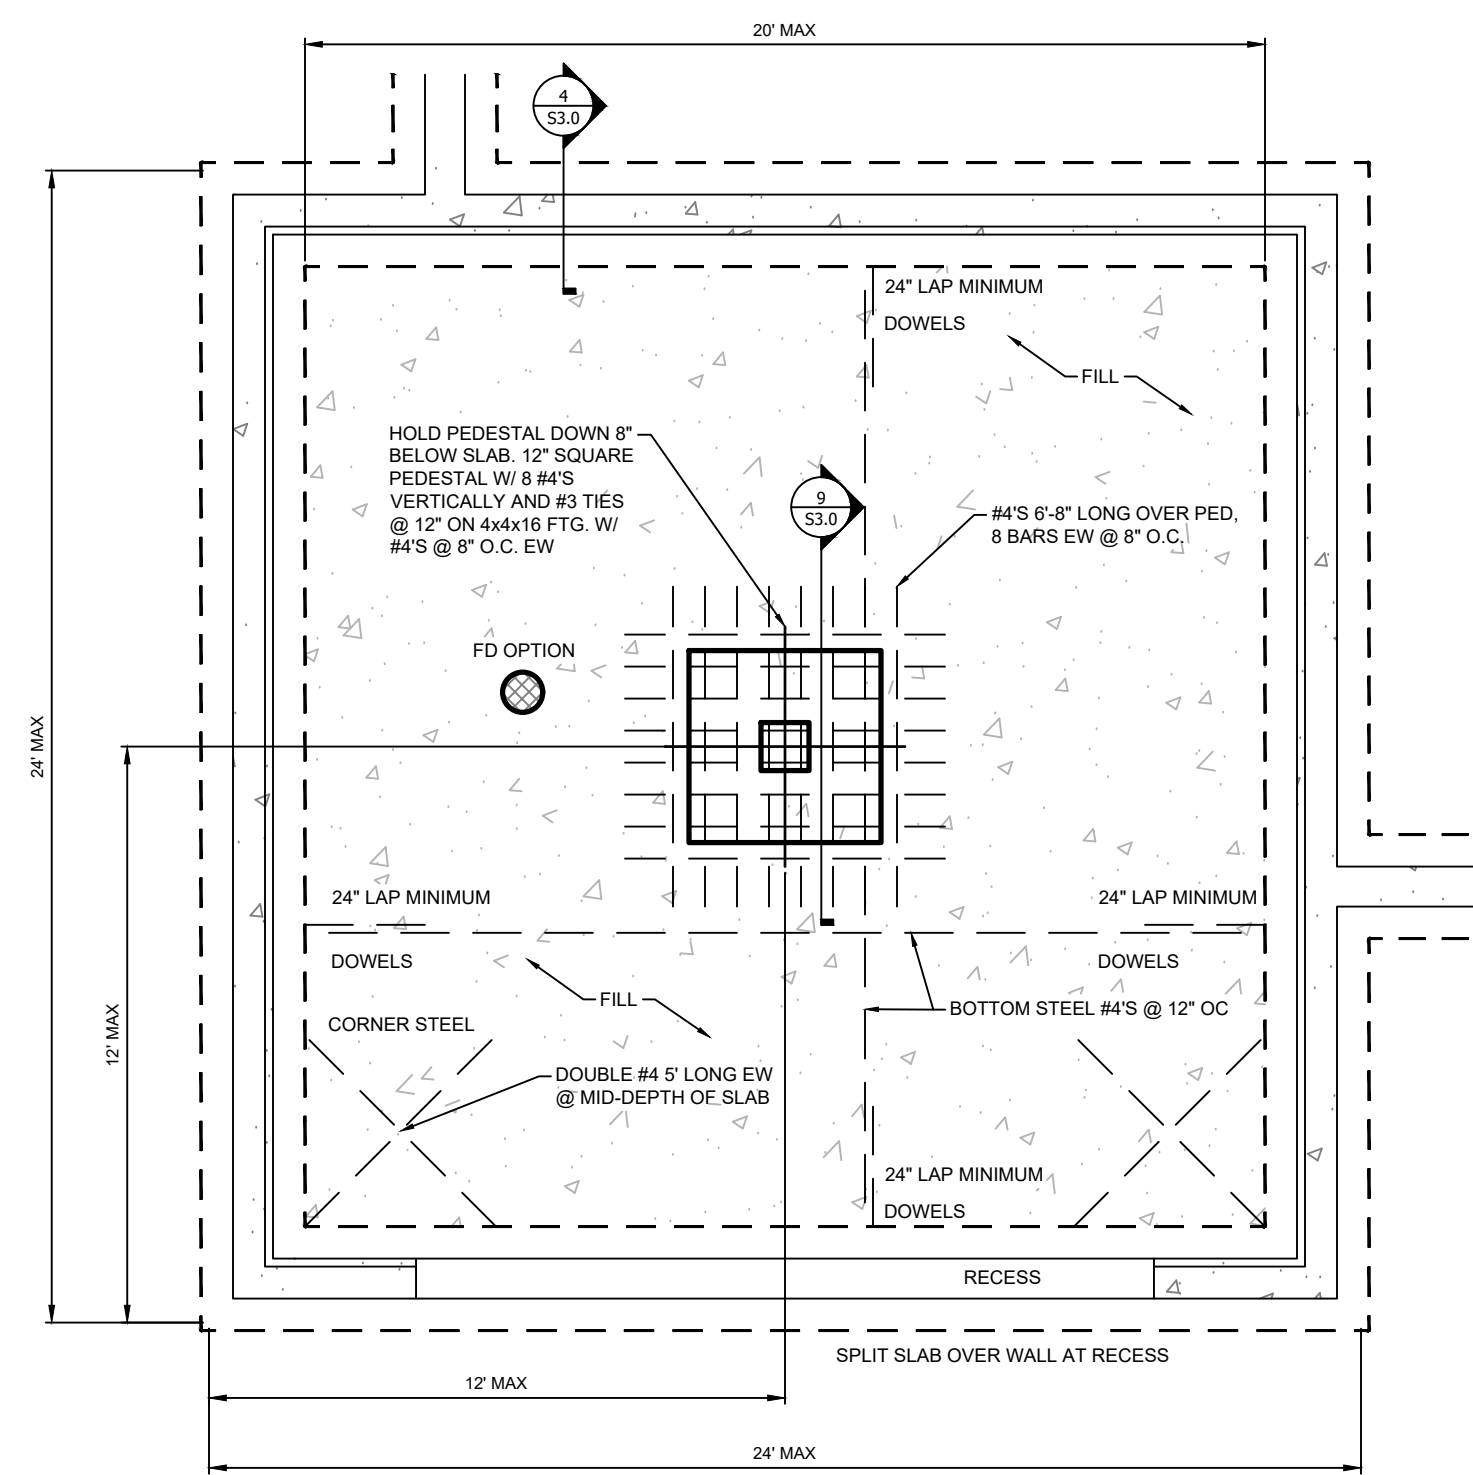 20' MAX
4
S3.0
24" LAP MINIMUM
DOWELS
FILL
HOLD PEDESTAL DOWN 8"
BELOW SLAB. 12" SQUARE
PEDESTAL W/ 8 #4'S
VERTICALLY AND #3 TIES
@ 12" ON 4x4x16 FTG. W/
#4'S @ 8" O.C. EW
9
S3.0
#4'S 6'-8" LONG OVER PED,
8 BARS EW @ 8" O.C.
FD OPTION
24' MAX
24" LAP MINIMUM
24" LAP MINIMUM
DOWELS
DOWELS
FILL
BOTTOM STEEL #4'S @ 12" OC
CORNER STEEL
12' MAX
DOUBLE #4 5' LONG EW
@ MID-DEPTH OF SLAB
24" LAP MINIMUM
DOWELS
RECESS
SPLIT SLAB OVER WALL AT RECESS
12' MAX
24' MAX